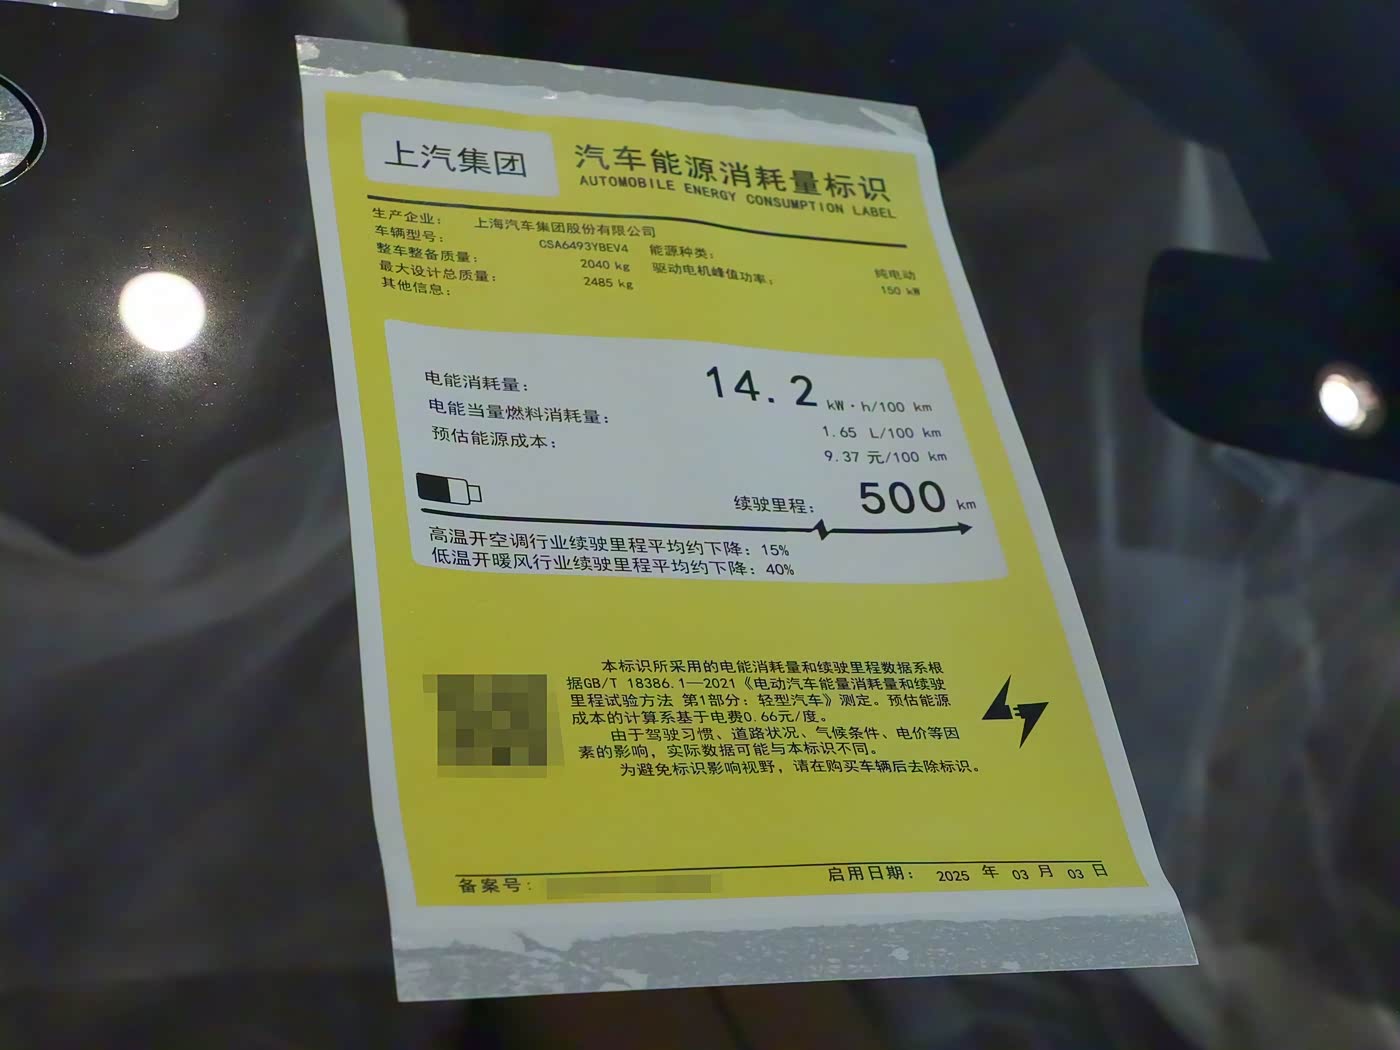 上汽集团
汽车能源消耗量标识
AUTOMOBILE ENERGY CONSUMPTION LABEL
生产企业： 上海汽车集团股份有限公司
车辆型号： CSA6493YBEV4 能源种类： 纯电动
整车整备质量： 2040 kg 驱动电机峰值功率： 150 kW
最大设计总质量： 2485 kg
其他信息：
电能消耗量： 14.2 kW·h/100 km
电能当量燃料消耗量： 1.65 L/100 km
预估能源成本： 9.37 元/100 km
续驶里程： 500 km
高温开空调行业续驶里程平均约下降：15%
低温开暖风行业续驶里程平均约下降：40%
本标识所采用的电能消耗量和续驶里程数据系根
据GB/T 18386.1—2021《电动汽车能量消耗量和续驶
里程试验方法 第1部分：轻型汽车》测定。预估能源
成本的计算系基于电费0.66元/度。
由于驾驶习惯、道路状况、气候条件、电价等因
素的影响，实际数据可能与本标识不同。
为避免标识影响视野，请在购买车辆后去除标识。
备案号：
启用日期： 2025 年 03 月 03 日